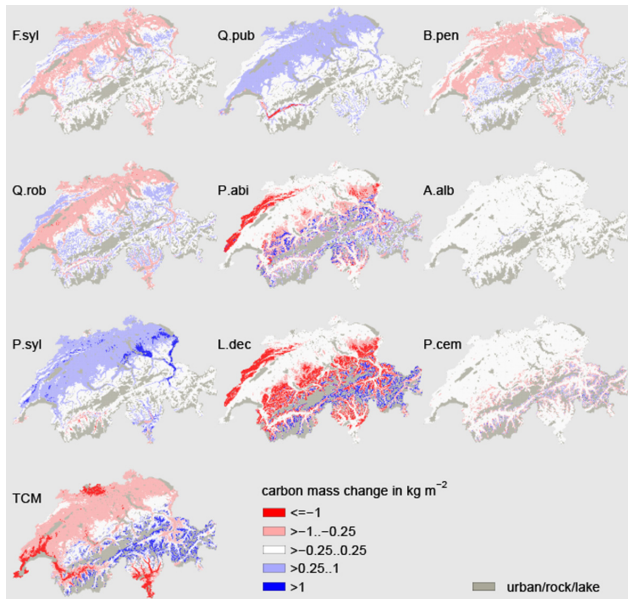 F.syl
Q.pub
B.pen
Q.rob
P.abi
A.alb
P.syl
L.dec
P.cem
TCM
carbon mass change in kg m⁻²
<=−1
>−1..−0.25
>−0.25..0.25
>0.25..1
>1
urban/rock/lake